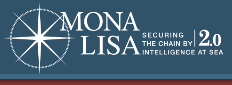 MONA
LISA
SECURING
THE CHAIN BY
INTELLIGENCE AT SEA
2.0